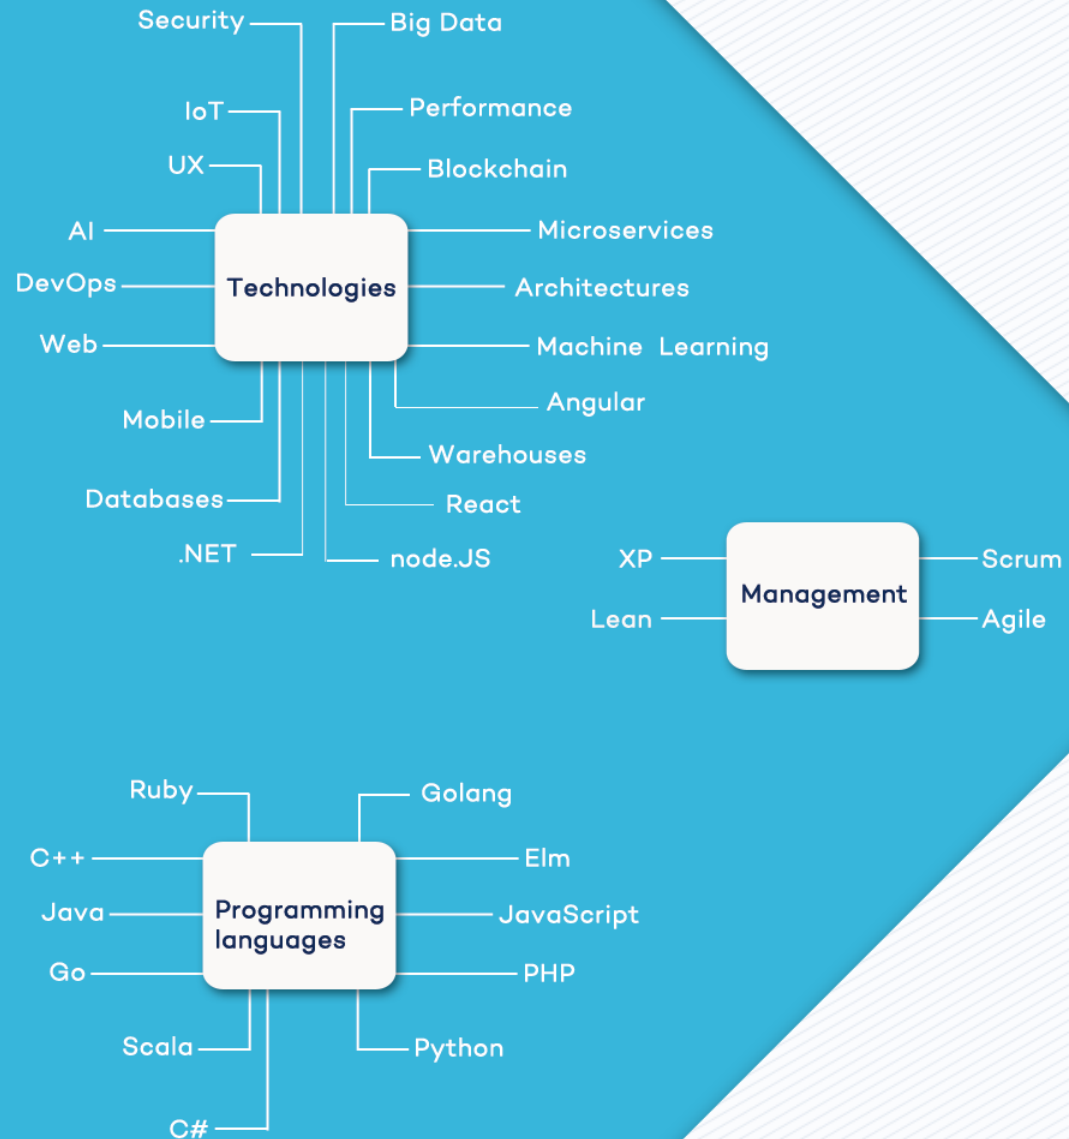 Security
Big Data
IoT
Performance
UX
Blockchain
AI
Microservices
DevOps
Technologies
Architectures
Web
Machine Learning
Angular
Mobile
Warehouses
Databases
React
.NET
node.JS
XP
Scrum
Management
Lean
Agile
Ruby
Golang
C++
Elm
Java
Programming
languages
JavaScript
Go
PHP
Scala
Python
C#